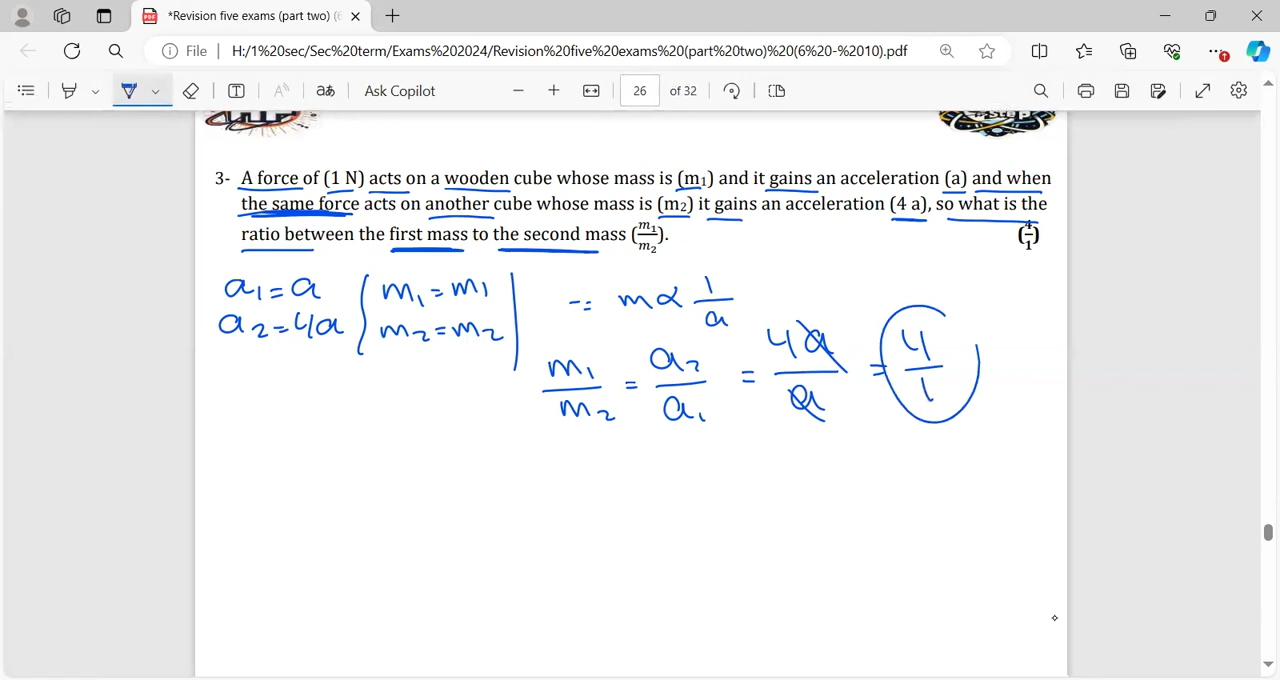 *Revision five exams (part two) (6
File H:/1%20sec/Sec%20term/Exams%202024/Revision%20five%20exams%20(part%20two)%20(6%20-%2010).pdf
Ask Copilot 26 of 32
3- A force of (1 N) acts on a wooden cube whose mass is (m₁) and it gains an acceleration (a) and when
the same force acts on another cube whose mass is (m₂) it gains an acceleration (4 a), so what is the
ratio between the first mass to the second mass (m₁/m₂). (4/1)
a₁ = a m₁ = m₁
a₂ = 4a m₂ = m₂
m ∝ 1/a
m₁/m₂ = a₂/a₁ = 4a/a = 4/1